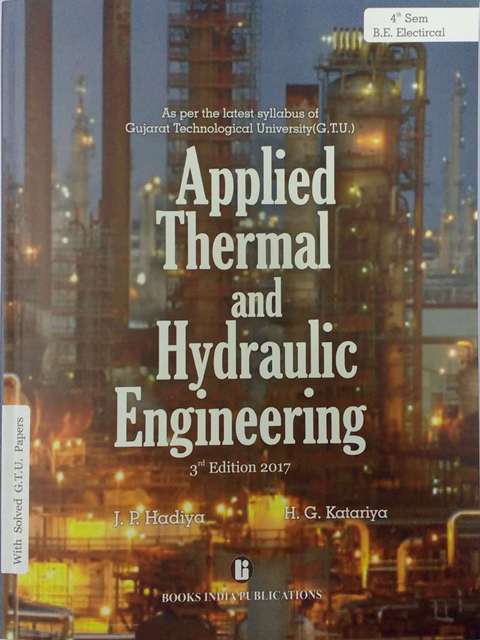 4th Sem
B.E. Electircal
As per the latest syllabus of
Gujarat Technological University(G.T.U.)
Applied
Thermal
and
Hydraulic
Engineering
3rd Edition 2017
J. P. Hadiya
H. G. Katariya
With Solved G.T.U. Papers
BOOKS INDIA PUBLICATIONS